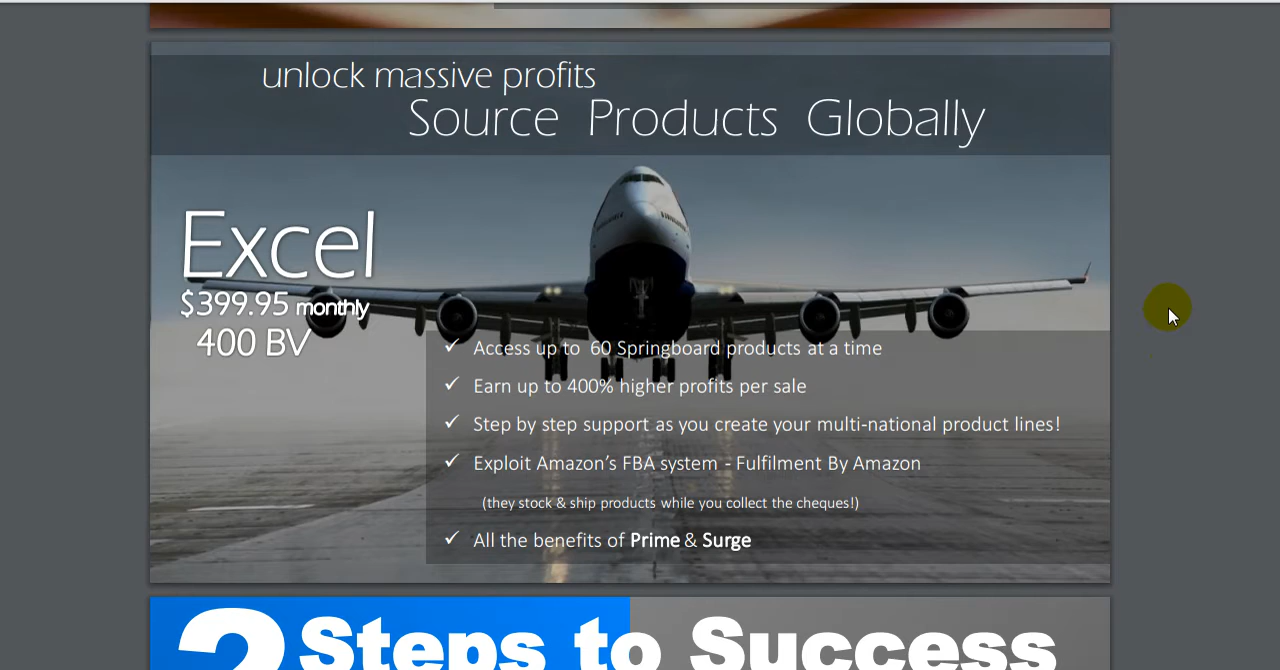 unlock massive profits
Source Products Globally
Excel
$399.95 monthly
400 BV
✓ Access up to 60 Springboard products at a time
✓ Earn up to 400% higher profits per sale
✓ Step by step support as you create your multi-national product lines!
✓ Exploit Amazon's FBA system - Fulfilment By Amazon
(they stock & ship products while you collect the cheques!)
✓ All the benefits of Prime & Surge
Steps to Success